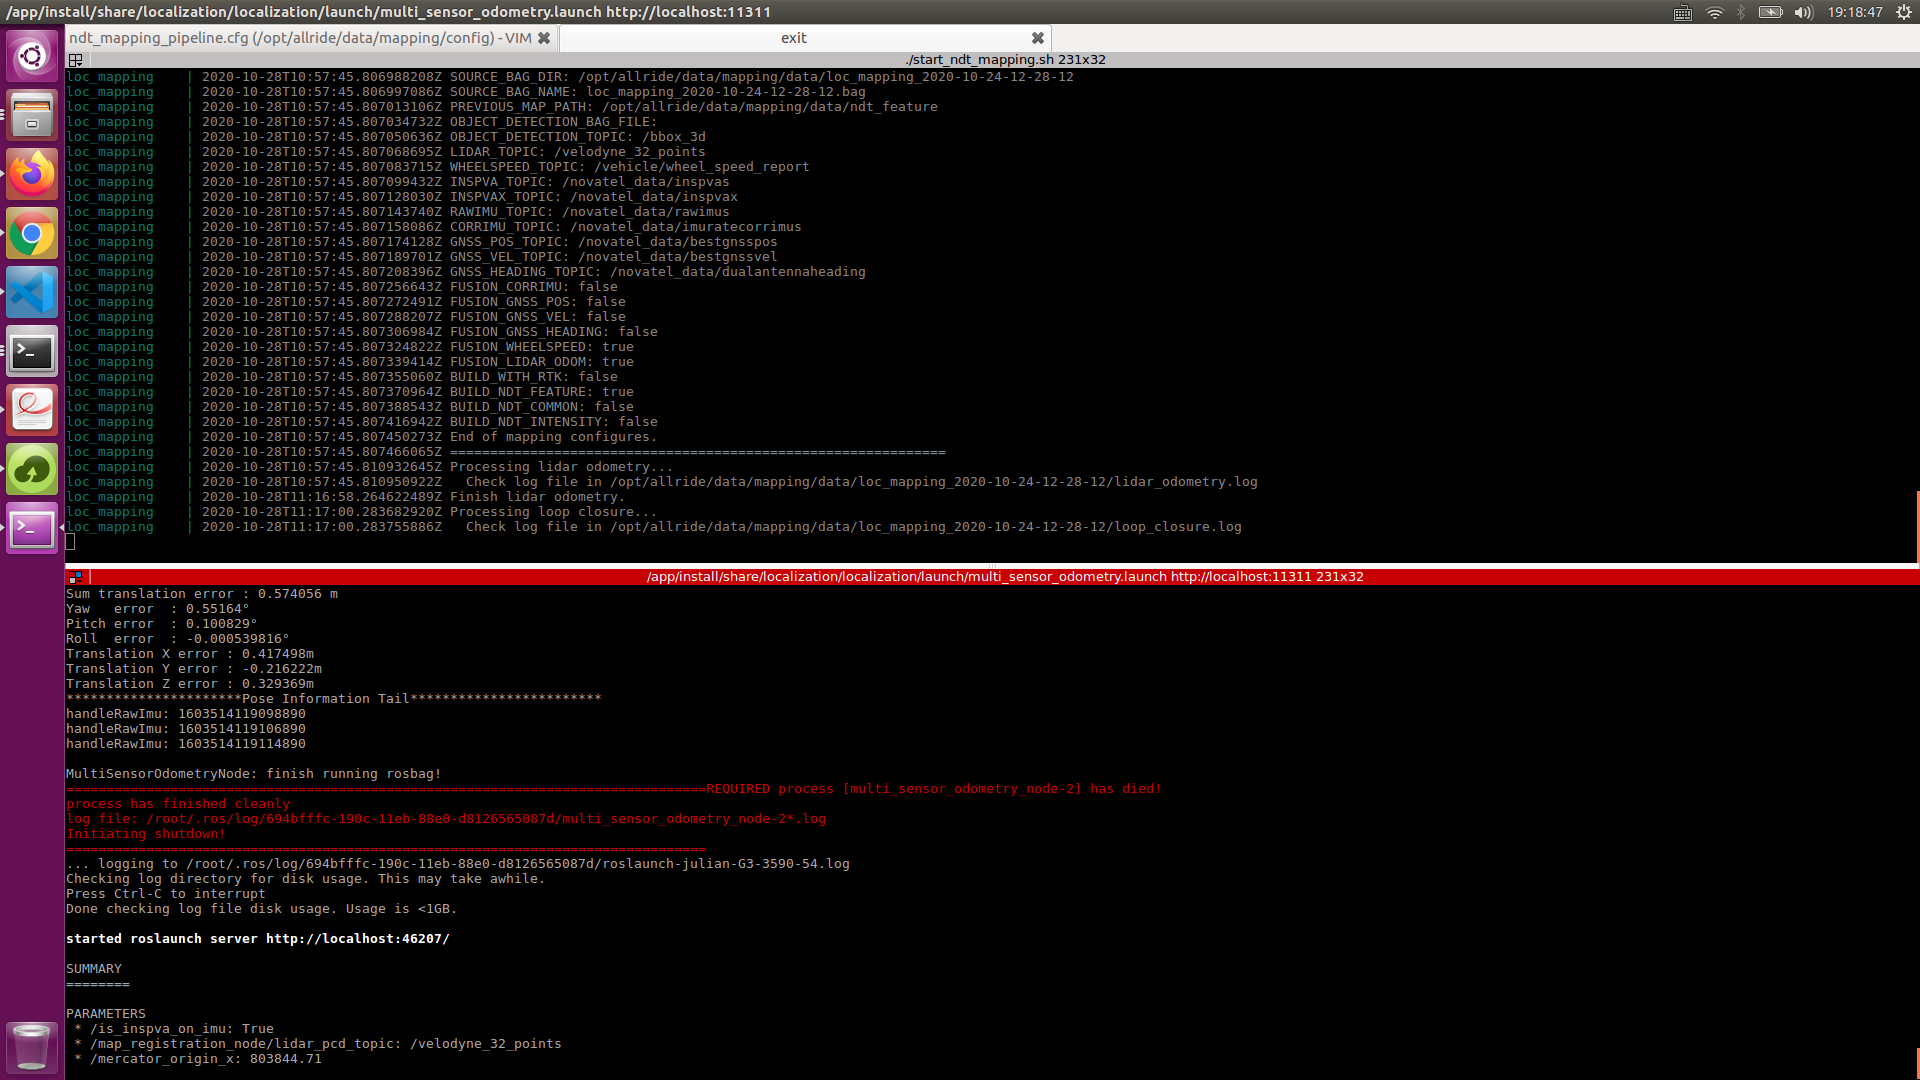 /app/install/share/localization/localization/launch/multi_sensor_odometry.launch http://localhost:11311
19:18:47
ndt_mapping_pipeline.cfg (/opt/allride/data/mapping/config) - VIM
exit
./start_ndt_mapping.sh 231x32
loc_mapping | 2020-10-28T10:57:45.806988208Z SOURCE_BAG_DIR: /opt/allride/data/mapping/data/loc_mapping_2020-10-24-12-28-12
loc_mapping | 2020-10-28T10:57:45.806997086Z SOURCE_BAG_NAME: loc_mapping_2020-10-24-12-28-12.bag
loc_mapping | 2020-10-28T10:57:45.807013106Z PREVIOUS_MAP_PATH: /opt/allride/data/mapping/data/ndt_feature
loc_mapping | 2020-10-28T10:57:45.807034732Z OBJECT_DETECTION_BAG_FILE:
loc_mapping | 2020-10-28T10:57:45.807050636Z OBJECT_DETECTION_TOPIC: /bbox_3d
loc_mapping | 2020-10-28T10:57:45.807068695Z LIDAR_TOPIC: /velodyne_32_points
loc_mapping | 2020-10-28T10:57:45.807083715Z WHEELSPEED_TOPIC: /vehicle/wheel_speed_report
loc_mapping | 2020-10-28T10:57:45.807099432Z INSPVA_TOPIC: /novatel_data/inspvas
loc_mapping | 2020-10-28T10:57:45.807128030Z INSPVAX_TOPIC: /novatel_data/inspvax
loc_mapping | 2020-10-28T10:57:45.807143740Z RAWIMU_TOPIC: /novatel_data/rawimus
loc_mapping | 2020-10-28T10:57:45.807158086Z CORRIMU_TOPIC: /novatel_data/imuratecorrimus
loc_mapping | 2020-10-28T10:57:45.807174128Z GNSS_POS_TOPIC: /novatel_data/bestgnsspos
loc_mapping | 2020-10-28T10:57:45.807189701Z GNSS_VEL_TOPIC: /novatel_data/bestgnssvel
loc_mapping | 2020-10-28T10:57:45.807208396Z GNSS_HEADING_TOPIC: /novatel_data/dualantennaheading
loc_mapping | 2020-10-28T10:57:45.807256643Z FUSION_CORRIMU: false
loc_mapping | 2020-10-28T10:57:45.807272491Z FUSION_GNSS_POS: false
loc_mapping | 2020-10-28T10:57:45.807288207Z FUSION_GNSS_VEL: false
loc_mapping | 2020-10-28T10:57:45.807306984Z FUSION_GNSS_HEADING: false
loc_mapping | 2020-10-28T10:57:45.807324822Z FUSION_WHEELSPEED: true
loc_mapping | 2020-10-28T10:57:45.807339414Z FUSION_LIDAR_ODOM: true
loc_mapping | 2020-10-28T10:57:45.807355060Z BUILD_WITH_RTK: false
loc_mapping | 2020-10-28T10:57:45.807370964Z BUILD_NDT_FEATURE: true
loc_mapping | 2020-10-28T10:57:45.807388543Z BUILD_NDT_COMMON: false
loc_mapping | 2020-10-28T10:57:45.807416942Z BUILD_NDT_INTENSITY: false
loc_mapping | 2020-10-28T10:57:45.807450273Z End of mapping configures.
loc_mapping | 2020-10-28T10:57:45.807466065Z ==============================================================
loc_mapping | 2020-10-28T10:57:45.810932645Z Processing lidar odometry...
loc_mapping | 2020-10-28T10:57:45.810950922Z Check log file in /opt/allride/data/mapping/data/loc_mapping_2020-10-24-12-28-12/lidar_odometry.log
loc_mapping | 2020-10-28T11:16:58.264622489Z Finish lidar odometry.
loc_mapping | 2020-10-28T11:17:00.283682920Z Processing loop closure...
loc_mapping | 2020-10-28T11:17:00.283755886Z Check log file in /opt/allride/data/mapping/data/loc_mapping_2020-10-24-12-28-12/loop_closure.log
/app/install/share/localization/localization/launch/multi_sensor_odometry.launch http://localhost:11311 231x32
Sum translation error : 0.574056 m
Yaw error : 0.55164°
Pitch error : 0.100829°
Roll error : -0.000539816°
Translation X error : 0.417498m
Translation Y error : -0.216222m
Translation Z error : 0.329369m
**********************Pose Information Tail************************
handleRawImu: 1603514119098890
handleRawImu: 1603514119106890
handleRawImu: 1603514119114890
MultiSensorOdometryNode: finish running rosbag!
================================================================================REQUIRED process [multi_sensor_odometry_node-2] has died!
process has finished cleanly
log file: /root/.ros/log/694bfffc-190c-11eb-88e0-d8126565087d/multi_sensor_odometry_node-2*.log
Initiating shutdown!
================================================================================
... logging to /root/.ros/log/694bfffc-190c-11eb-88e0-d8126565087d/roslaunch-julian-G3-3590-54.log
Checking log directory for disk usage. This may take awhile.
Press Ctrl-C to interrupt
Done checking log file disk usage. Usage is <1GB.
started roslaunch server http://localhost:46207/
SUMMARY
========
PARAMETERS
* /is_inspva_on_imu: True
* /map_registration_node/lidar_pcd_topic: /velodyne_32_points
* /mercator_origin_x: 803844.71